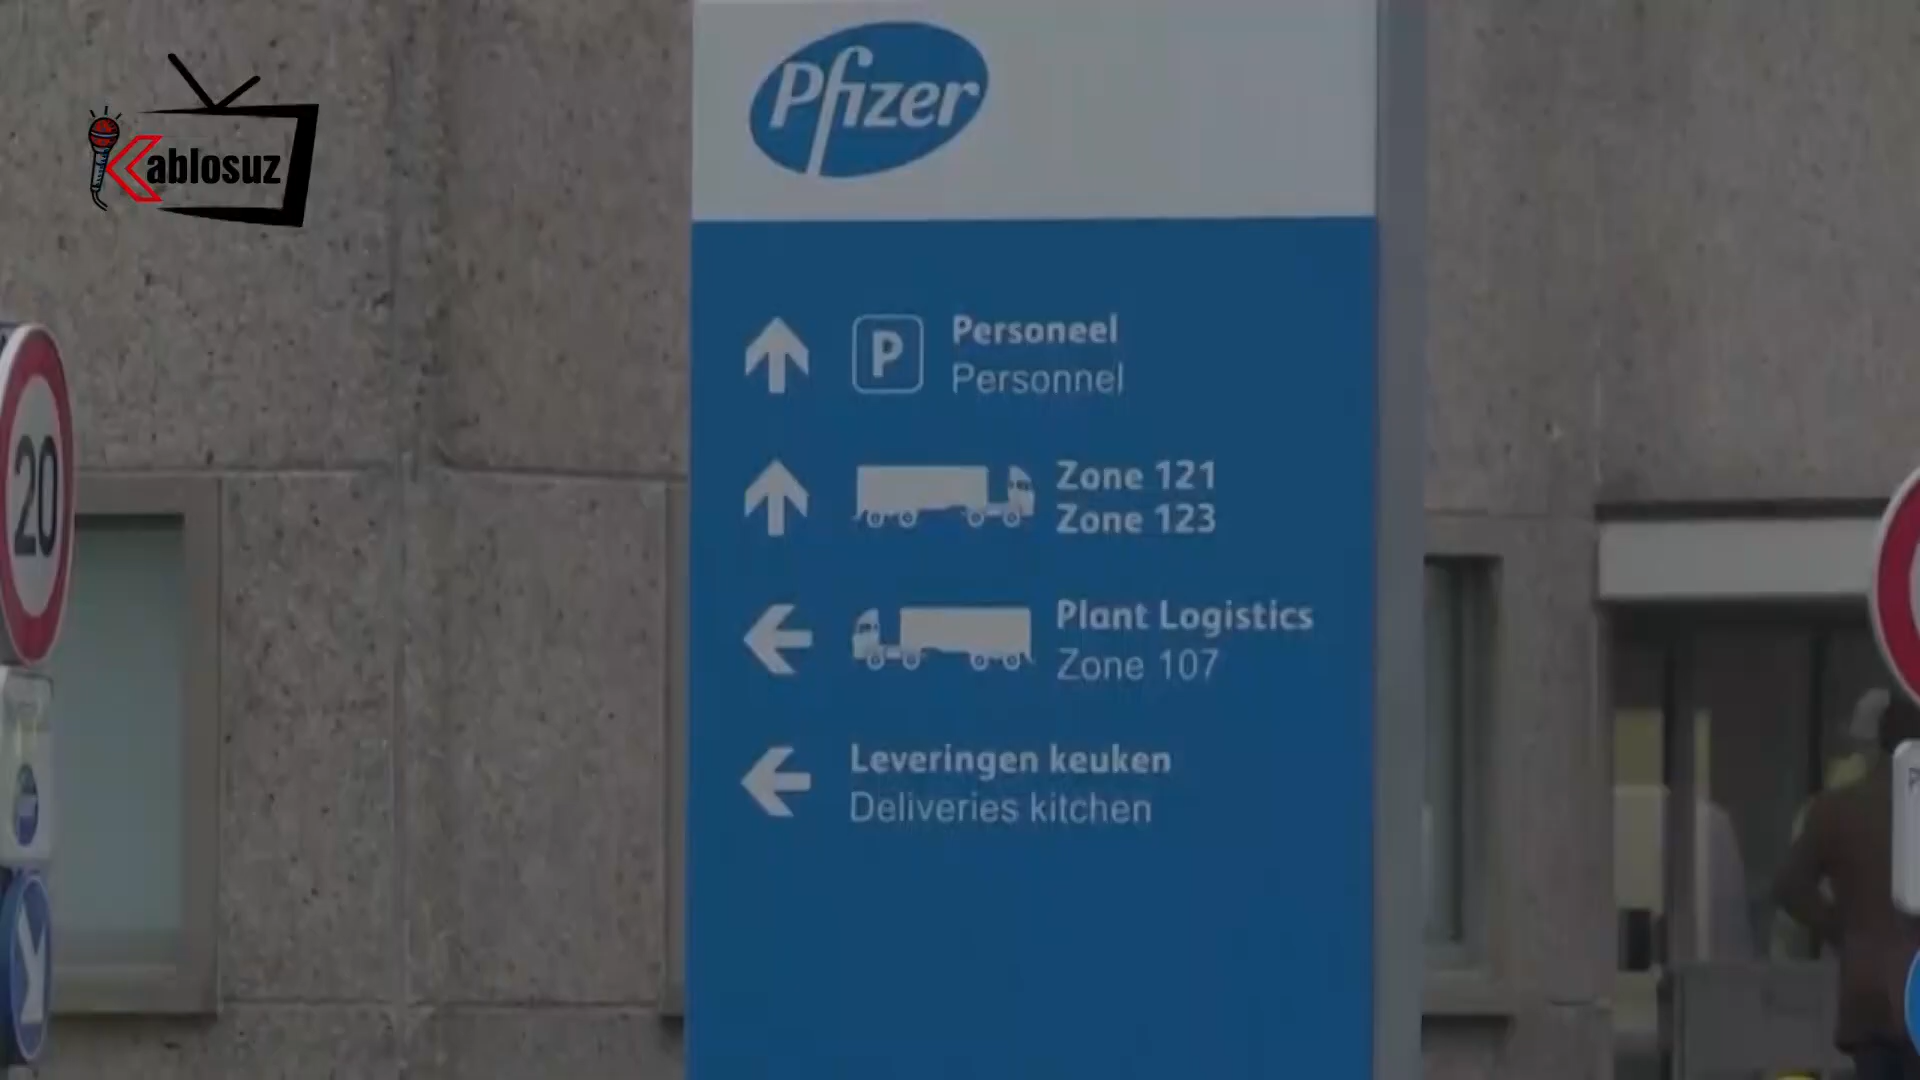 Kablosuz
Pfizer
P
Personeel
Personnel
Zone 121
Zone 123
Plant Logistics
Zone 107
Leveringen keuken
Deliveries kitchen
20